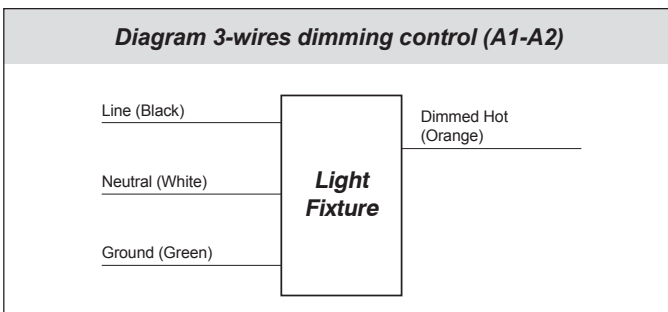 Diagram 3-wires dimming control (A1-A2)
Line (Black)
Neutral (White)
Ground (Green)
Light
Fixture
Dimmed Hot
(Orange)